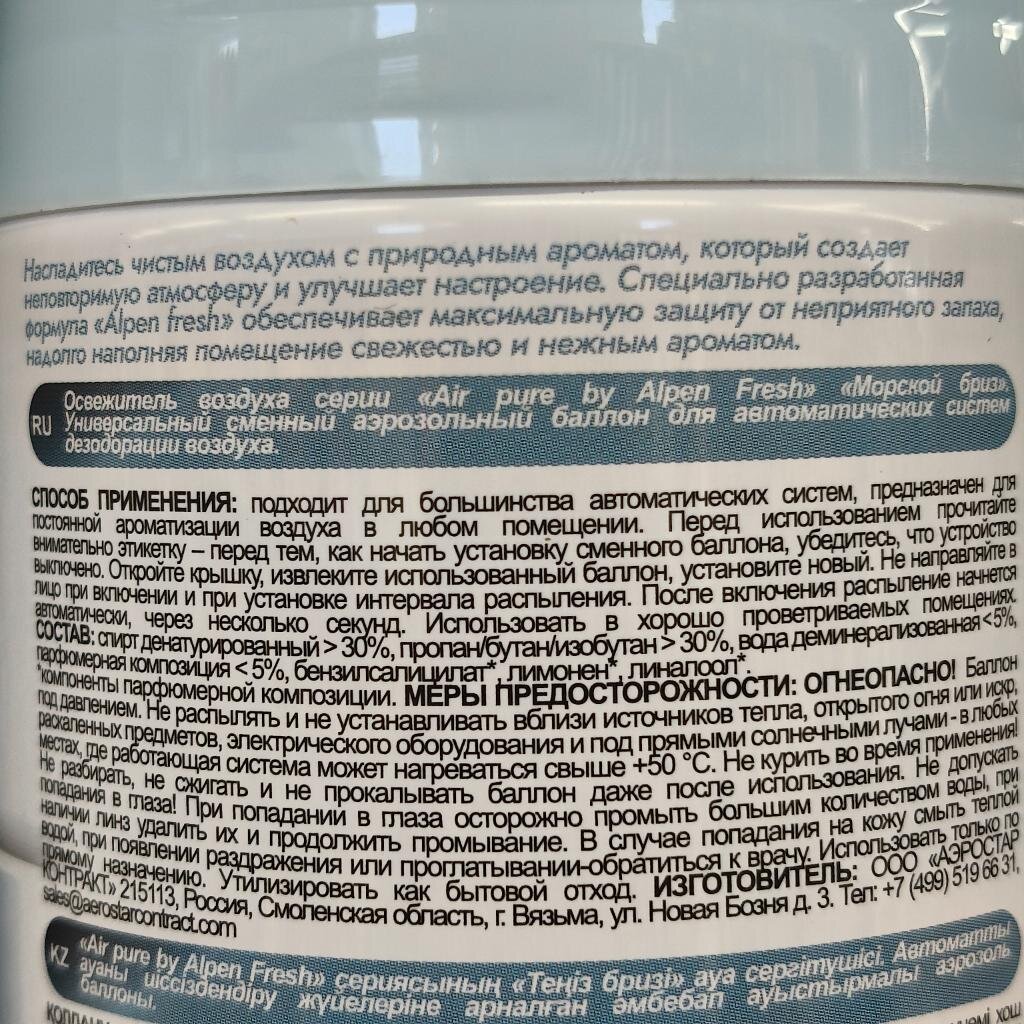 Насладитесь чистым воздухом с природным ароматом, который создает
неповторимую атмосферу и улучшает настроение. Специально разработанная
формула «Alpen fresh» обеспечивает максимальную защиту от неприятного запаха,
надолго наполняя помещение свежестью и нежным ароматом.
RU Освежитель воздуха серии «Air pure by Alpen Fresh» «Морской бриз».
Универсальный сменный аэрозольный баллон для автоматических систем
дезодорации воздуха.
СПОСОБ ПРИМЕНЕНИЯ: подходит для большинства автоматических систем, предназначен для
постоянной ароматизации воздуха в любом помещении. Перед использованием прочитайте
внимательно этикетку – перед тем, как начать установку сменного баллона, убедитесь, что устройство
выключено. Откройте крышку, извлеките использованный баллон, установите новый. Не направляйте в
лицо при включении и при установке интервала распыления. После включения распыление начнется
автоматически, через несколько секунд. Использовать в хорошо проветриваемых помещениях.
СОСТАВ: спирт денатурированный > 30%, пропан/бутан/изобутан > 30%, вода деминерализованная < 5%,
парфюмерная композиция < 5%, бензилсалицилат*, лимонен*, линалоол*.
*компоненты парфюмерной композиции. МЕРЫ ПРЕДОСТОРОЖНОСТИ: ОГНЕОПАСНО! Баллон
под давлением. Не распылять и не устанавливать вблизи источников тепла, открытого огня или искр,
раскаленных предметов, электрического оборудования и под прямыми солнечными лучами - в любых
местах, где работающая система может нагреваться свыше +50 °С. Не курить во время применения!
Не разбирать, не сжигать и не прокалывать баллон даже после использования. Не допускать
попадания в глаза! При попадании в глаза осторожно промыть большим количеством воды, при
наличии линз удалить их и продолжить промывание. В случае попадания на кожу смыть теплой
водой, при появлении раздражения или проглатывании-обратиться к врачу. Использовать только по
прямому назначению. Утилизировать как бытовой отход. ИЗГОТОВИТЕЛЬ: ООО «АЭРОСТАР
КОНТРАКТ» 215113, Россия, Смоленская область, г. Вязьма, ул. Новая Бозня д. 3. Тел: +7 (499) 519 66 31,
sales@aerostarcontract.com
KZ «Air pure by Alpen Fresh» сериясының «Теңіз бризі» ауа сергітушісі. Автоматты
ауаны иіссіздендіру жүйелеріне арналған әмбебап ауыстырмалы аэрозоль
баллоны.